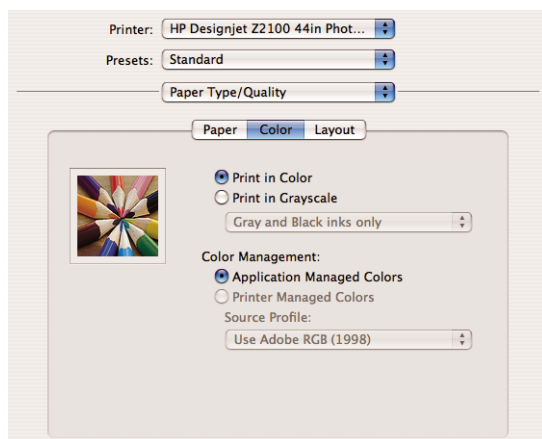 Printer: HP Designjet Z2100 44in Phot...
Presets: Standard
Paper Type/Quality
Paper Color Layout
Print in Color
Print in Grayscale
Gray and Black inks only
Color Management:
Application Managed Colors
Printer Managed Colors
Source Profile:
Use Adobe RGB (1998)